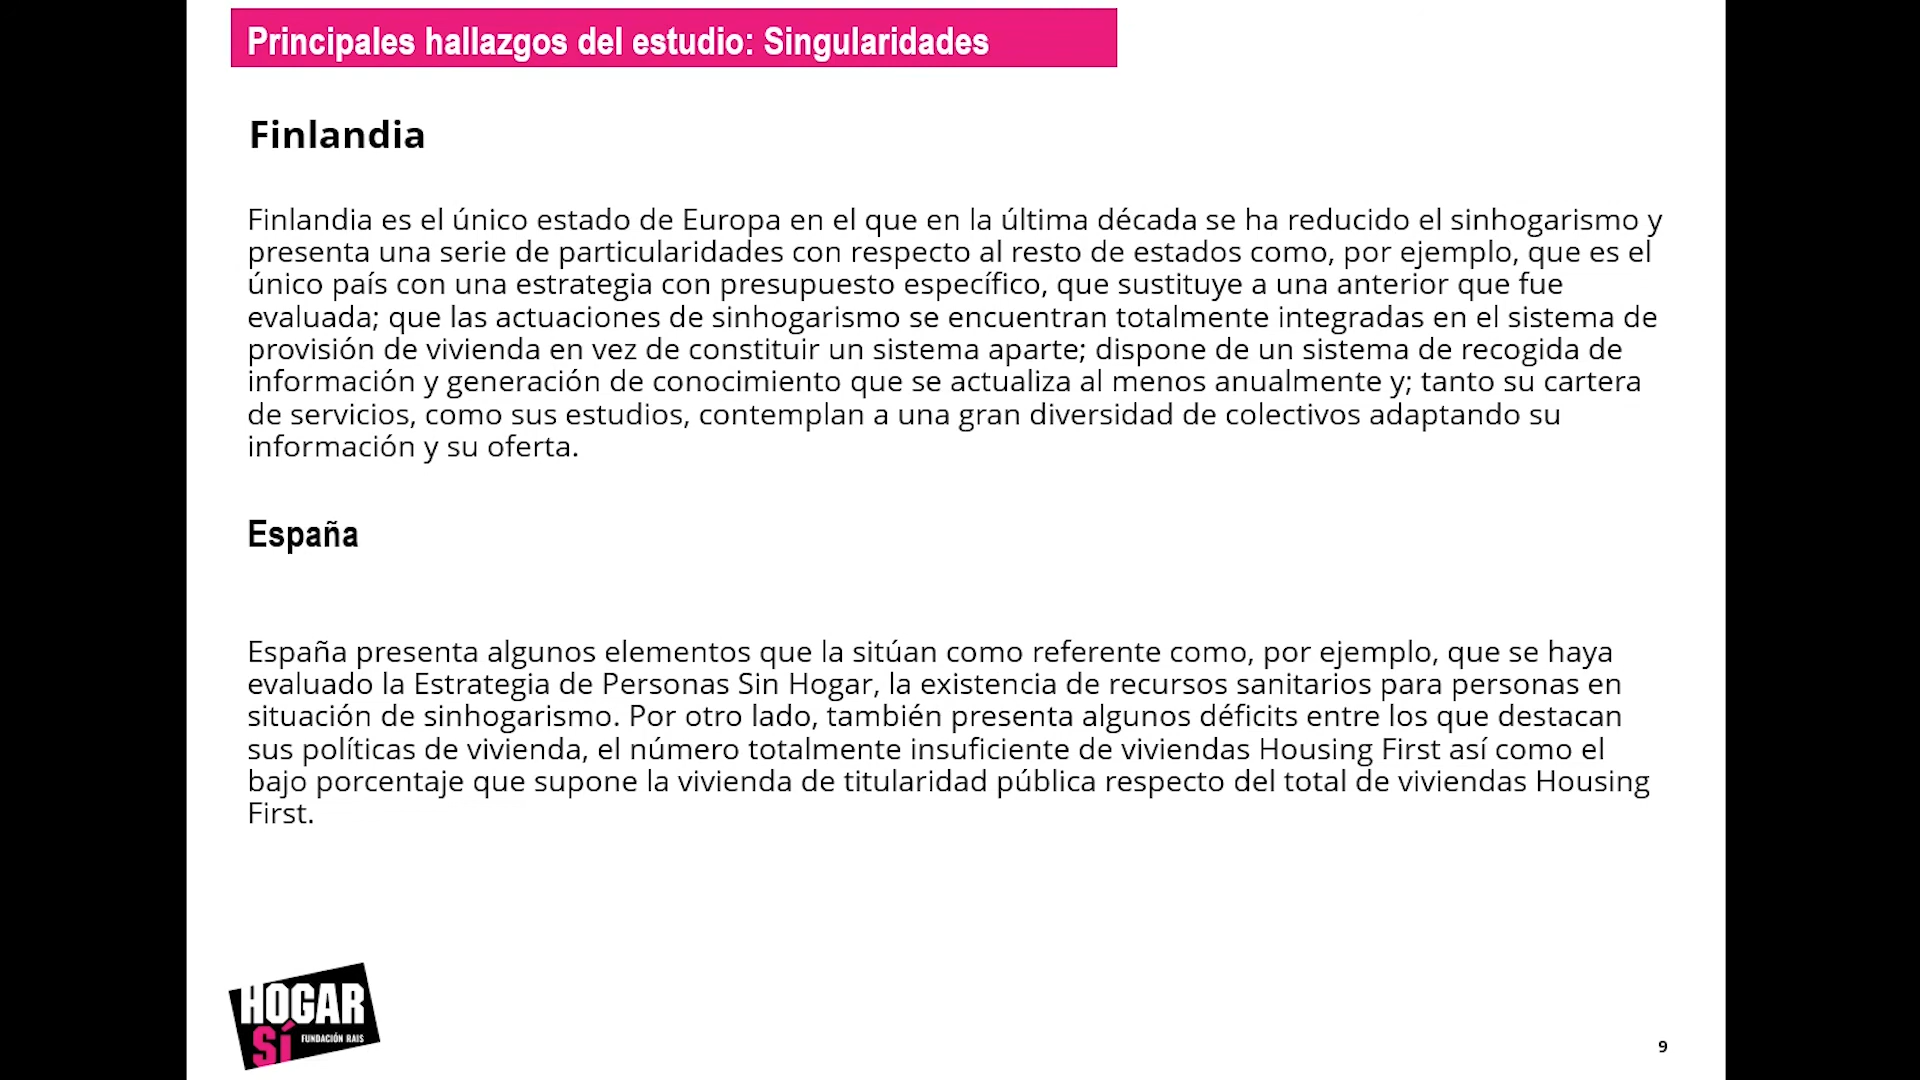 Principales hallazgos del estudio: Singularidades
Finlandia
Finlandia es el único estado de Europa en el que en la última década se ha reducido el sinhogarismo y
presenta una serie de particularidades con respecto al resto de estados como, por ejemplo, que es el
único país con una estrategia con presupuesto específico, que sustituye a una anterior que fue
evaluada; que las actuaciones de sinhogarismo se encuentran totalmente integradas en el sistema de
provisión de vivienda en vez de constituir un sistema aparte; dispone de un sistema de recogida de
información y generación de conocimiento que se actualiza al menos anualmente y; tanto su cartera
de servicios, como sus estudios, contemplan a una gran diversidad de colectivos adaptando su
información y su oferta.
España
España presenta algunos elementos que la sitúan como referente como, por ejemplo, que se haya
evaluado la Estrategia de Personas Sin Hogar, la existencia de recursos sanitarios para personas en
situación de sinhogarismo. Por otro lado, también presenta algunos déficits entre los que destacan
sus políticas de vivienda, el número totalmente insuficiente de viviendas Housing First así como el
bajo porcentaje que supone la vivienda de titularidad pública respecto del total de viviendas Housing
First.
HOGAR
SÍ FUNDACIÓN RAIS
9